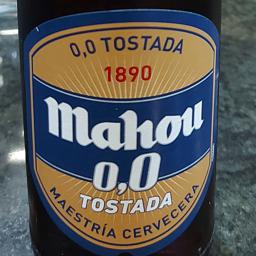 0,0 TOSTADA
1890
Mahou
0,0
TOSTADA
MAESTRÍA CERVECERA